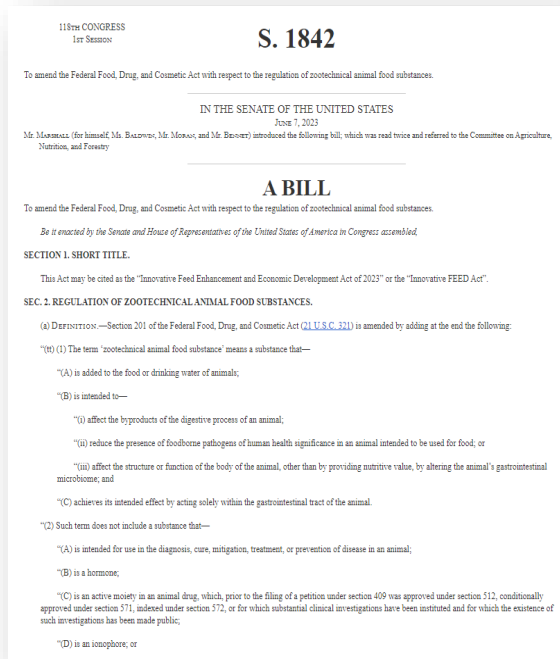 118TH CONGRESS
1ST SESSION
S. 1842
To amend the Federal Food, Drug, and Cosmetic Act with respect to the regulation of zootechnical animal food substances.
IN THE SENATE OF THE UNITED STATES
JUNE 7, 2023
Mr. MARSHALL (for himself, Ms. BALDWIN, Mr. MORAN, and Mr. BENNET) introduced the following bill; which was read twice and referred to the Committee on Agriculture,
Nutrition, and Forestry
A BILL
To amend the Federal Food, Drug, and Cosmetic Act with respect to the regulation of zootechnical animal food substances.
Be it enacted by the Senate and House of Representatives of the United States of America in Congress assembled,
SECTION 1. SHORT TITLE.
This Act may be cited as the “Innovative Feed Enhancement and Economic Development Act of 2023” or the “Innovative FEED Act”.
SEC. 2. REGULATION OF ZOOTECHNICAL ANIMAL FOOD SUBSTANCES.
(a) DEFINITION.—Section 201 of the Federal Food, Drug, and Cosmetic Act (21 U.S.C. 321) is amended by adding at the end the following:
“(tt) (1) The term ‘zootechnical animal food substance’ means a substance that—
“(A) is added to the food or drinking water of animals;
“(B) is intended to—
“(i) affect the byproducts of the digestive process of an animal;
“(ii) reduce the presence of foodborne pathogens of human health significance in an animal intended to be used for food; or
“(iii) affect the structure or function of the body of the animal, other than by providing nutritive value, by altering the animal’s gastrointestinal
microbiome; and
“(C) achieves its intended effect by acting solely within the gastrointestinal tract of the animal.
“(2) Such term does not include a substance that—
“(A) is intended for use in the diagnosis, cure, mitigation, treatment, or prevention of disease in an animal;
“(B) is a hormone;
“(C) is an active moiety in an animal drug, which, prior to the filing of a petition under section 409 was approved under section 512, conditionally
approved under section 571, indexed under section 572, or for which substantial clinical investigations have been instituted and for which the existence of
such investigations has been made public;
“(D) is an ionophore; or